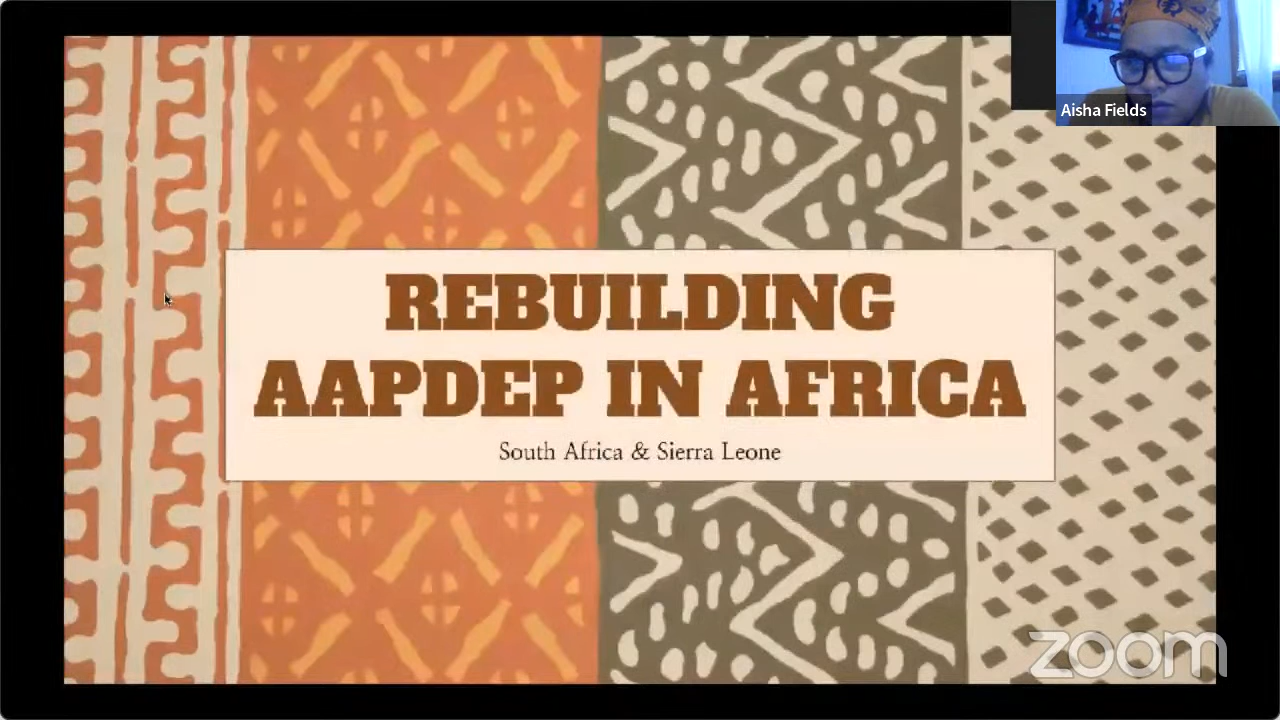 Aisha Fields
REBUILDING
AAPDEP IN AFRICA
South Africa & Sierra Leone
zoom